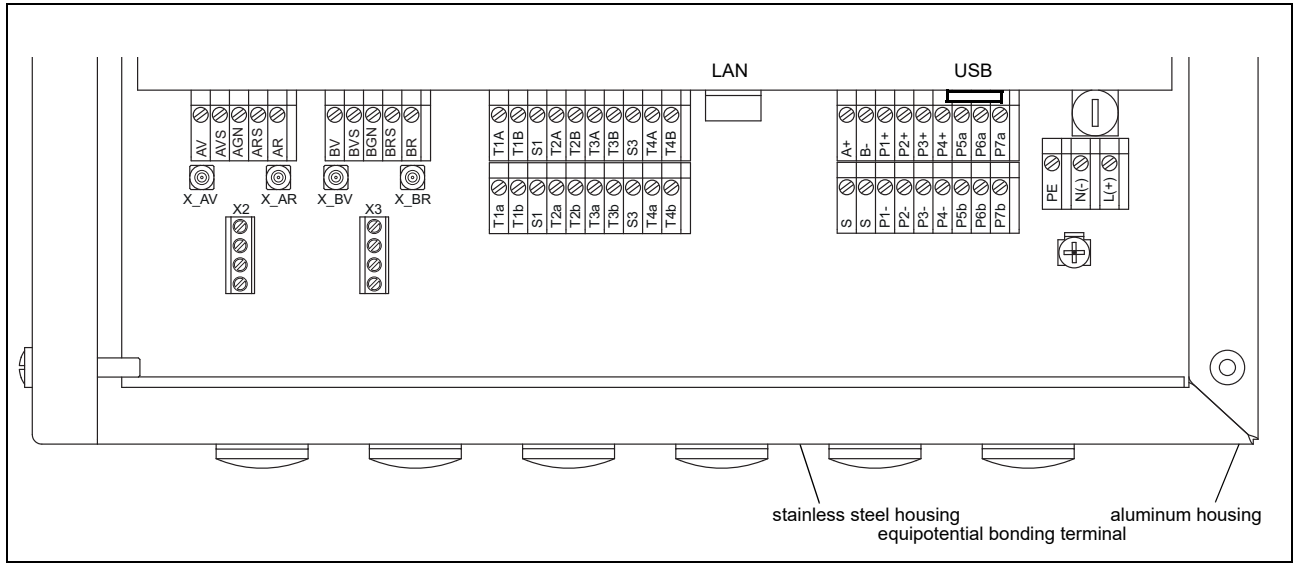 LAN
USB
AV AVS AGN ARS AR
BV BVS BGN BRS BR
T1A T1B S1 T2A T2B T3A T3B S3 T4A T4B
A+ B- P1+ P2+ P3+ P4+ P5a P6a P7a
PE N(-) L(+)
X_AV X_AR X_BV X_BR
X2 X3
T1a T1b S1 T2a T2b T3a T3b S3 T4a T4b
S S P1- P2- P3- P4- P5b P6b P7b
stainless steel housing
aluminum housing
equipotential bonding terminal